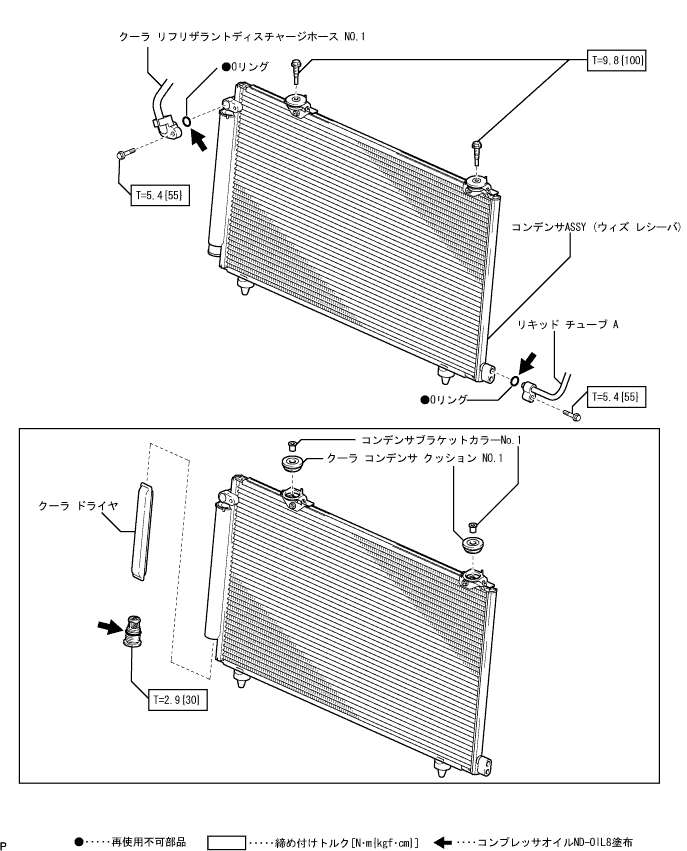 クーラ リフリザラントディスチャージホース NO.1
●Oリング
T=9.8{100}
T=5.4{55}
コンデンサASSY (ウィズ レシーバ)
リキッド チューブ A
●Oリング
T=5.4{55}
コンデンサブラケットカラーNo.1
クーラ コンデンサ クッション NO.1
クーラ ドライヤ
T=2.9{30}
●‥‥‥再使用不可部品 ‥‥‥締め付けトルク[N・m{kgf・cm}] ‥‥‥コンプレッサオイルND-OIL8塗布
P